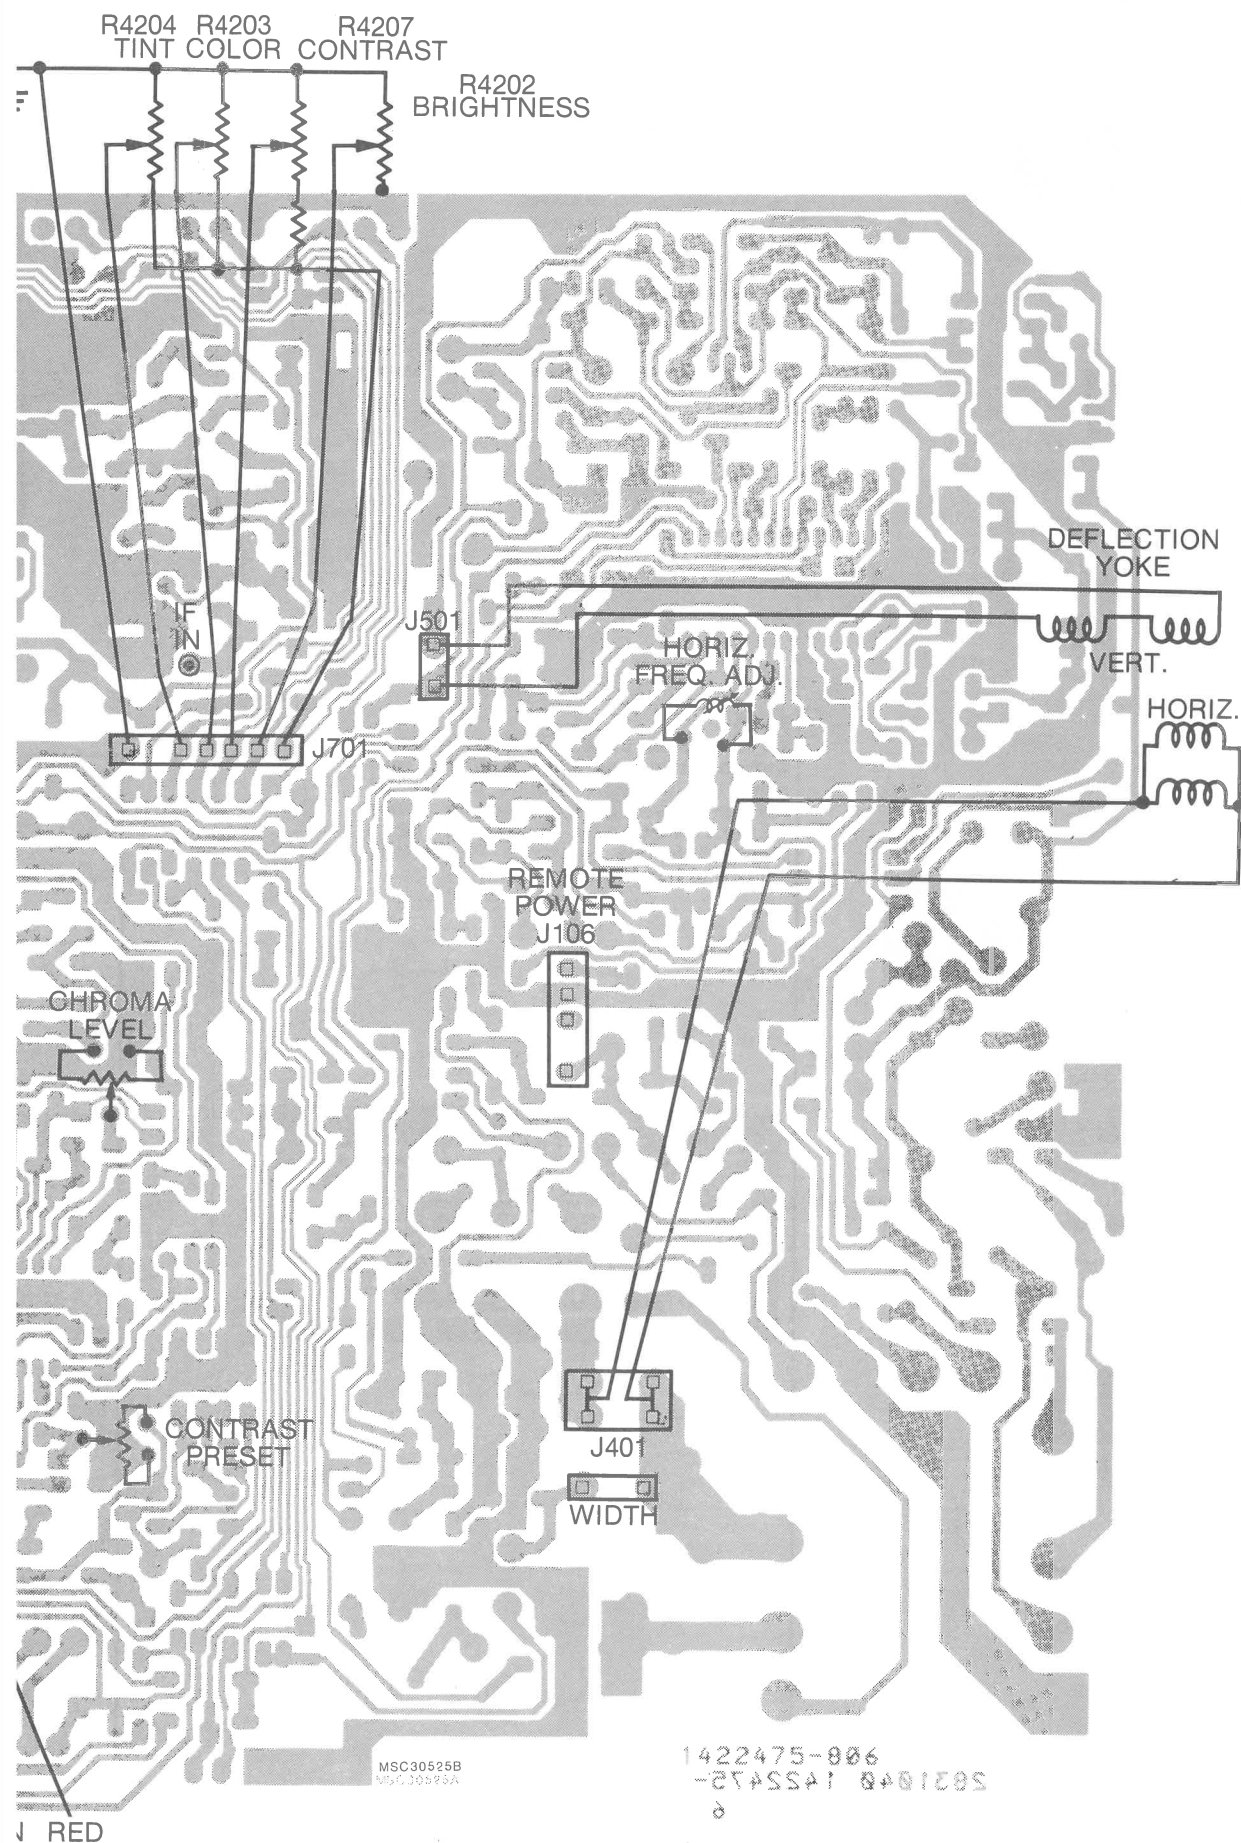 R4204 R4203 R4207
TINT COLOR CONTRAST
R4202
BRIGHTNESS
DEFLECTION
YOKE
IF
IN
J501
HORIZ.
FREQ. ADJ.
VERT.
HORIZ.
J701
REMOTE
POWER
J106
CHROMA
LEVEL
CONTRAST
PRESET
J401
WIDTH
MSC30525B
1422475-806
RED